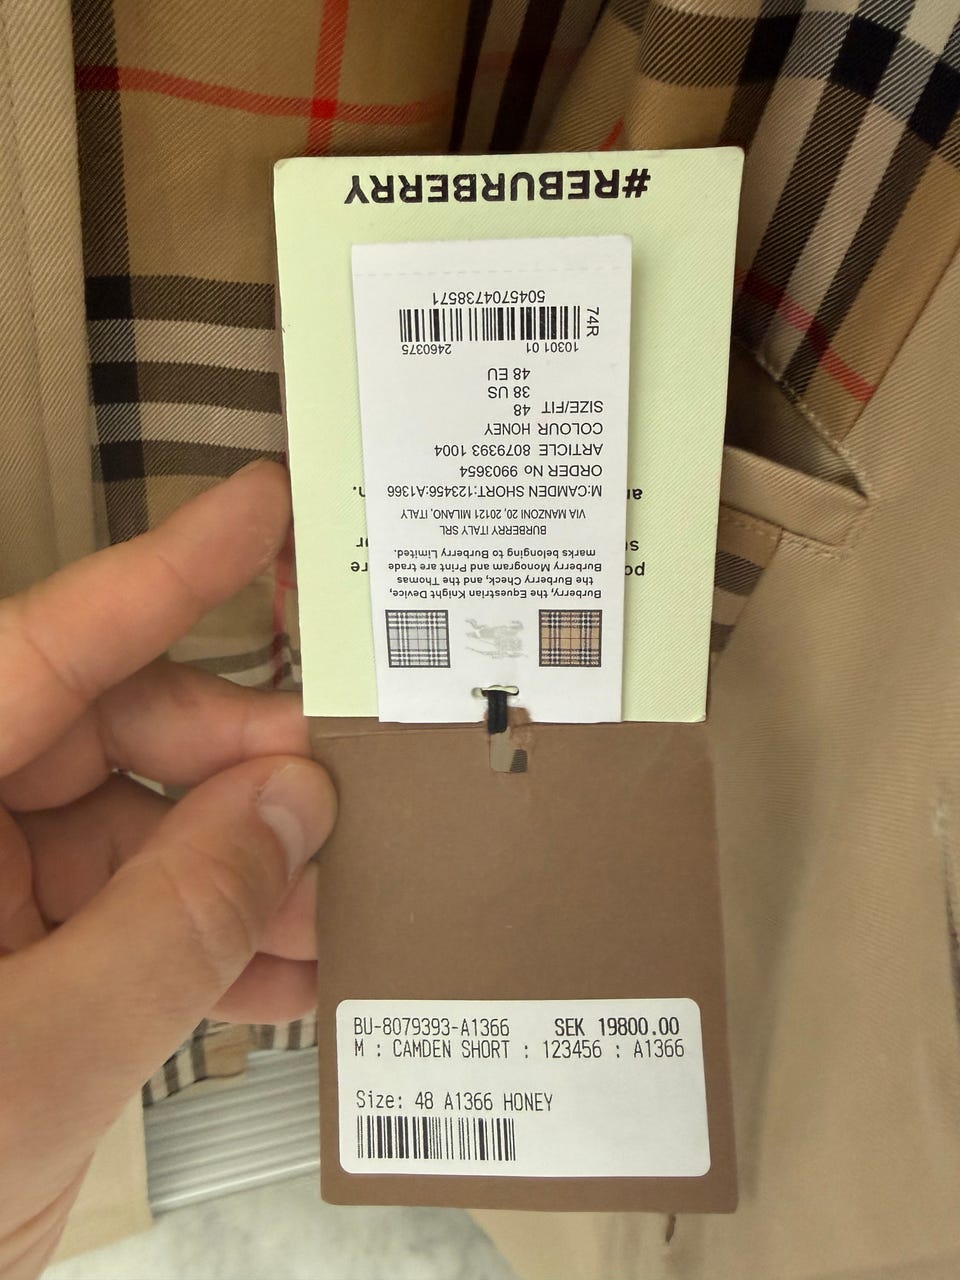 #REBURBERRY
Burberry, the Equestrian Knight Device,
the Burberry Check, and the Thomas
Burberry Monogram and Print are trade
marks belonging to Burberry Limited.
BURBERRY ITALY SRL
VIA MANZONI 20, 20121 MILANO, ITALY
M:CAMDEN SHORT:123456:A1366
ORDER No 9903654
ARTICLE 8079393 1004
COLOUR HONEY
SIZE/FIT 48
38 US
48 EU
10301 01 2460375
74R
5045704738571
BU-8079393-A1366 SEK 19800.00
M : CAMDEN SHORT : 123456 : A1366
Size: 48 A1366 HONEY